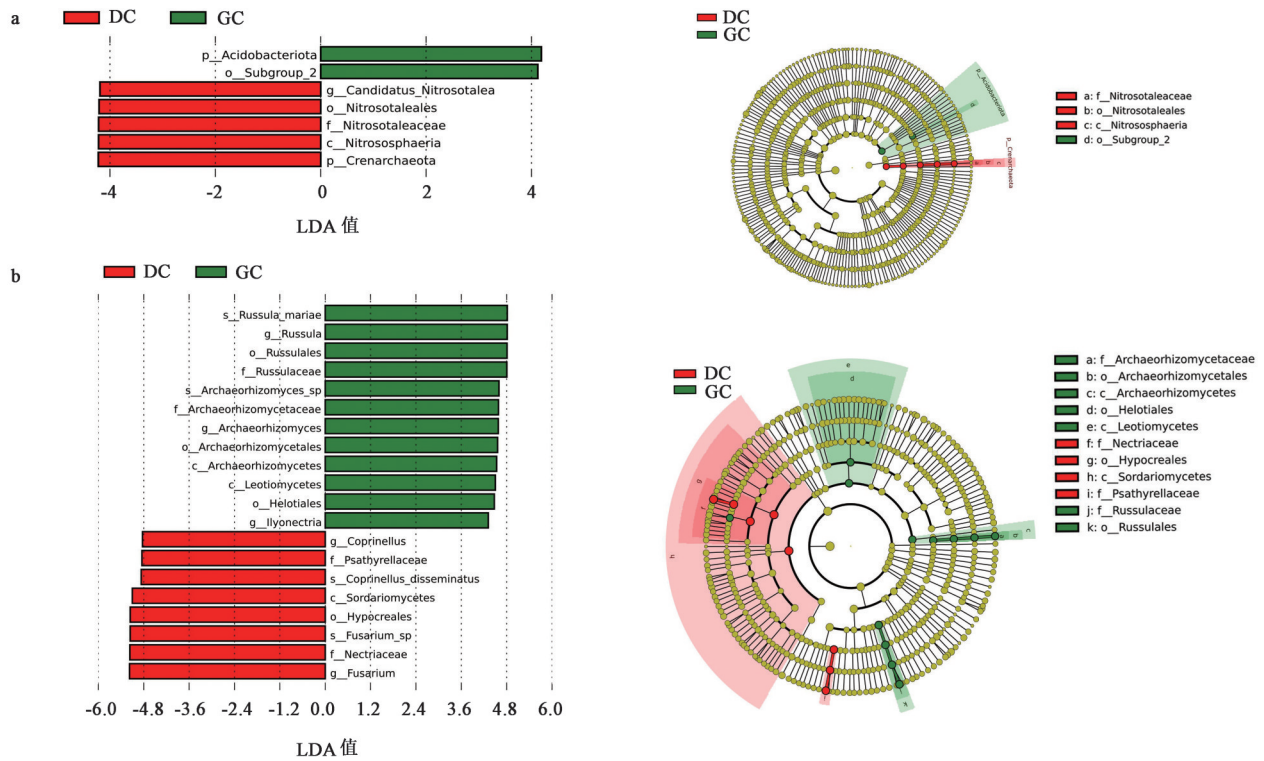 a
DC
GC
p__Acidobacteriota
o__Subgroup_2
g__Candidatus_Nitrosotalea
o__Nitrosotaleales
f__Nitrosotaleaceae
c__Nitrososphaeria
p__Crenarchaeota
-4 -2 0 2 4
LDA 值
DC
GC
p__Acidobacteriota
d
a b c
p__Crenarchaeota
a: f__Nitrosotaleaceae
b: o__Nitrosotaleales
c: c__Nitrososphaeria
d: o__Subgroup_2
b
DC
GC
s__Russula_mariae
g__Russula
o__Russulales
f__Russulaceae
s__Archaeorhizomyces_sp
f__Archaeorhizomycetaceae
g__Archaeorhizomyces
o__Archaeorhizomycetales
c__Archaeorhizomycetes
c__Leotiomycetes
o__Helotiales
g__Ilyonectria
g__Coprinellus
f__Psathyrellaceae
s__Coprinellus_disseminatus
c__Sordariomycetes
o__Hypocreales
s__Fusarium_sp
f__Nectriaceae
g__Fusarium
-6.0 -4.8 -3.6 -2.4 -1.2 0.0 1.2 2.4 3.6 4.8 6.0
LDA 值
DC
GC
e
d
g
f
h
a b c
a: f__Archaeorhizomycetaceae
b: o__Archaeorhizomycetales
c: c__Archaeorhizomycetes
d: o__Helotiales
e: c__Leotiomycetes
f: f__Nectriaceae
g: o__Hypocreales
h: c__Sordariomycetes
i: f__Psathyrellaceae
j: f__Russulaceae
k: o__Russulales